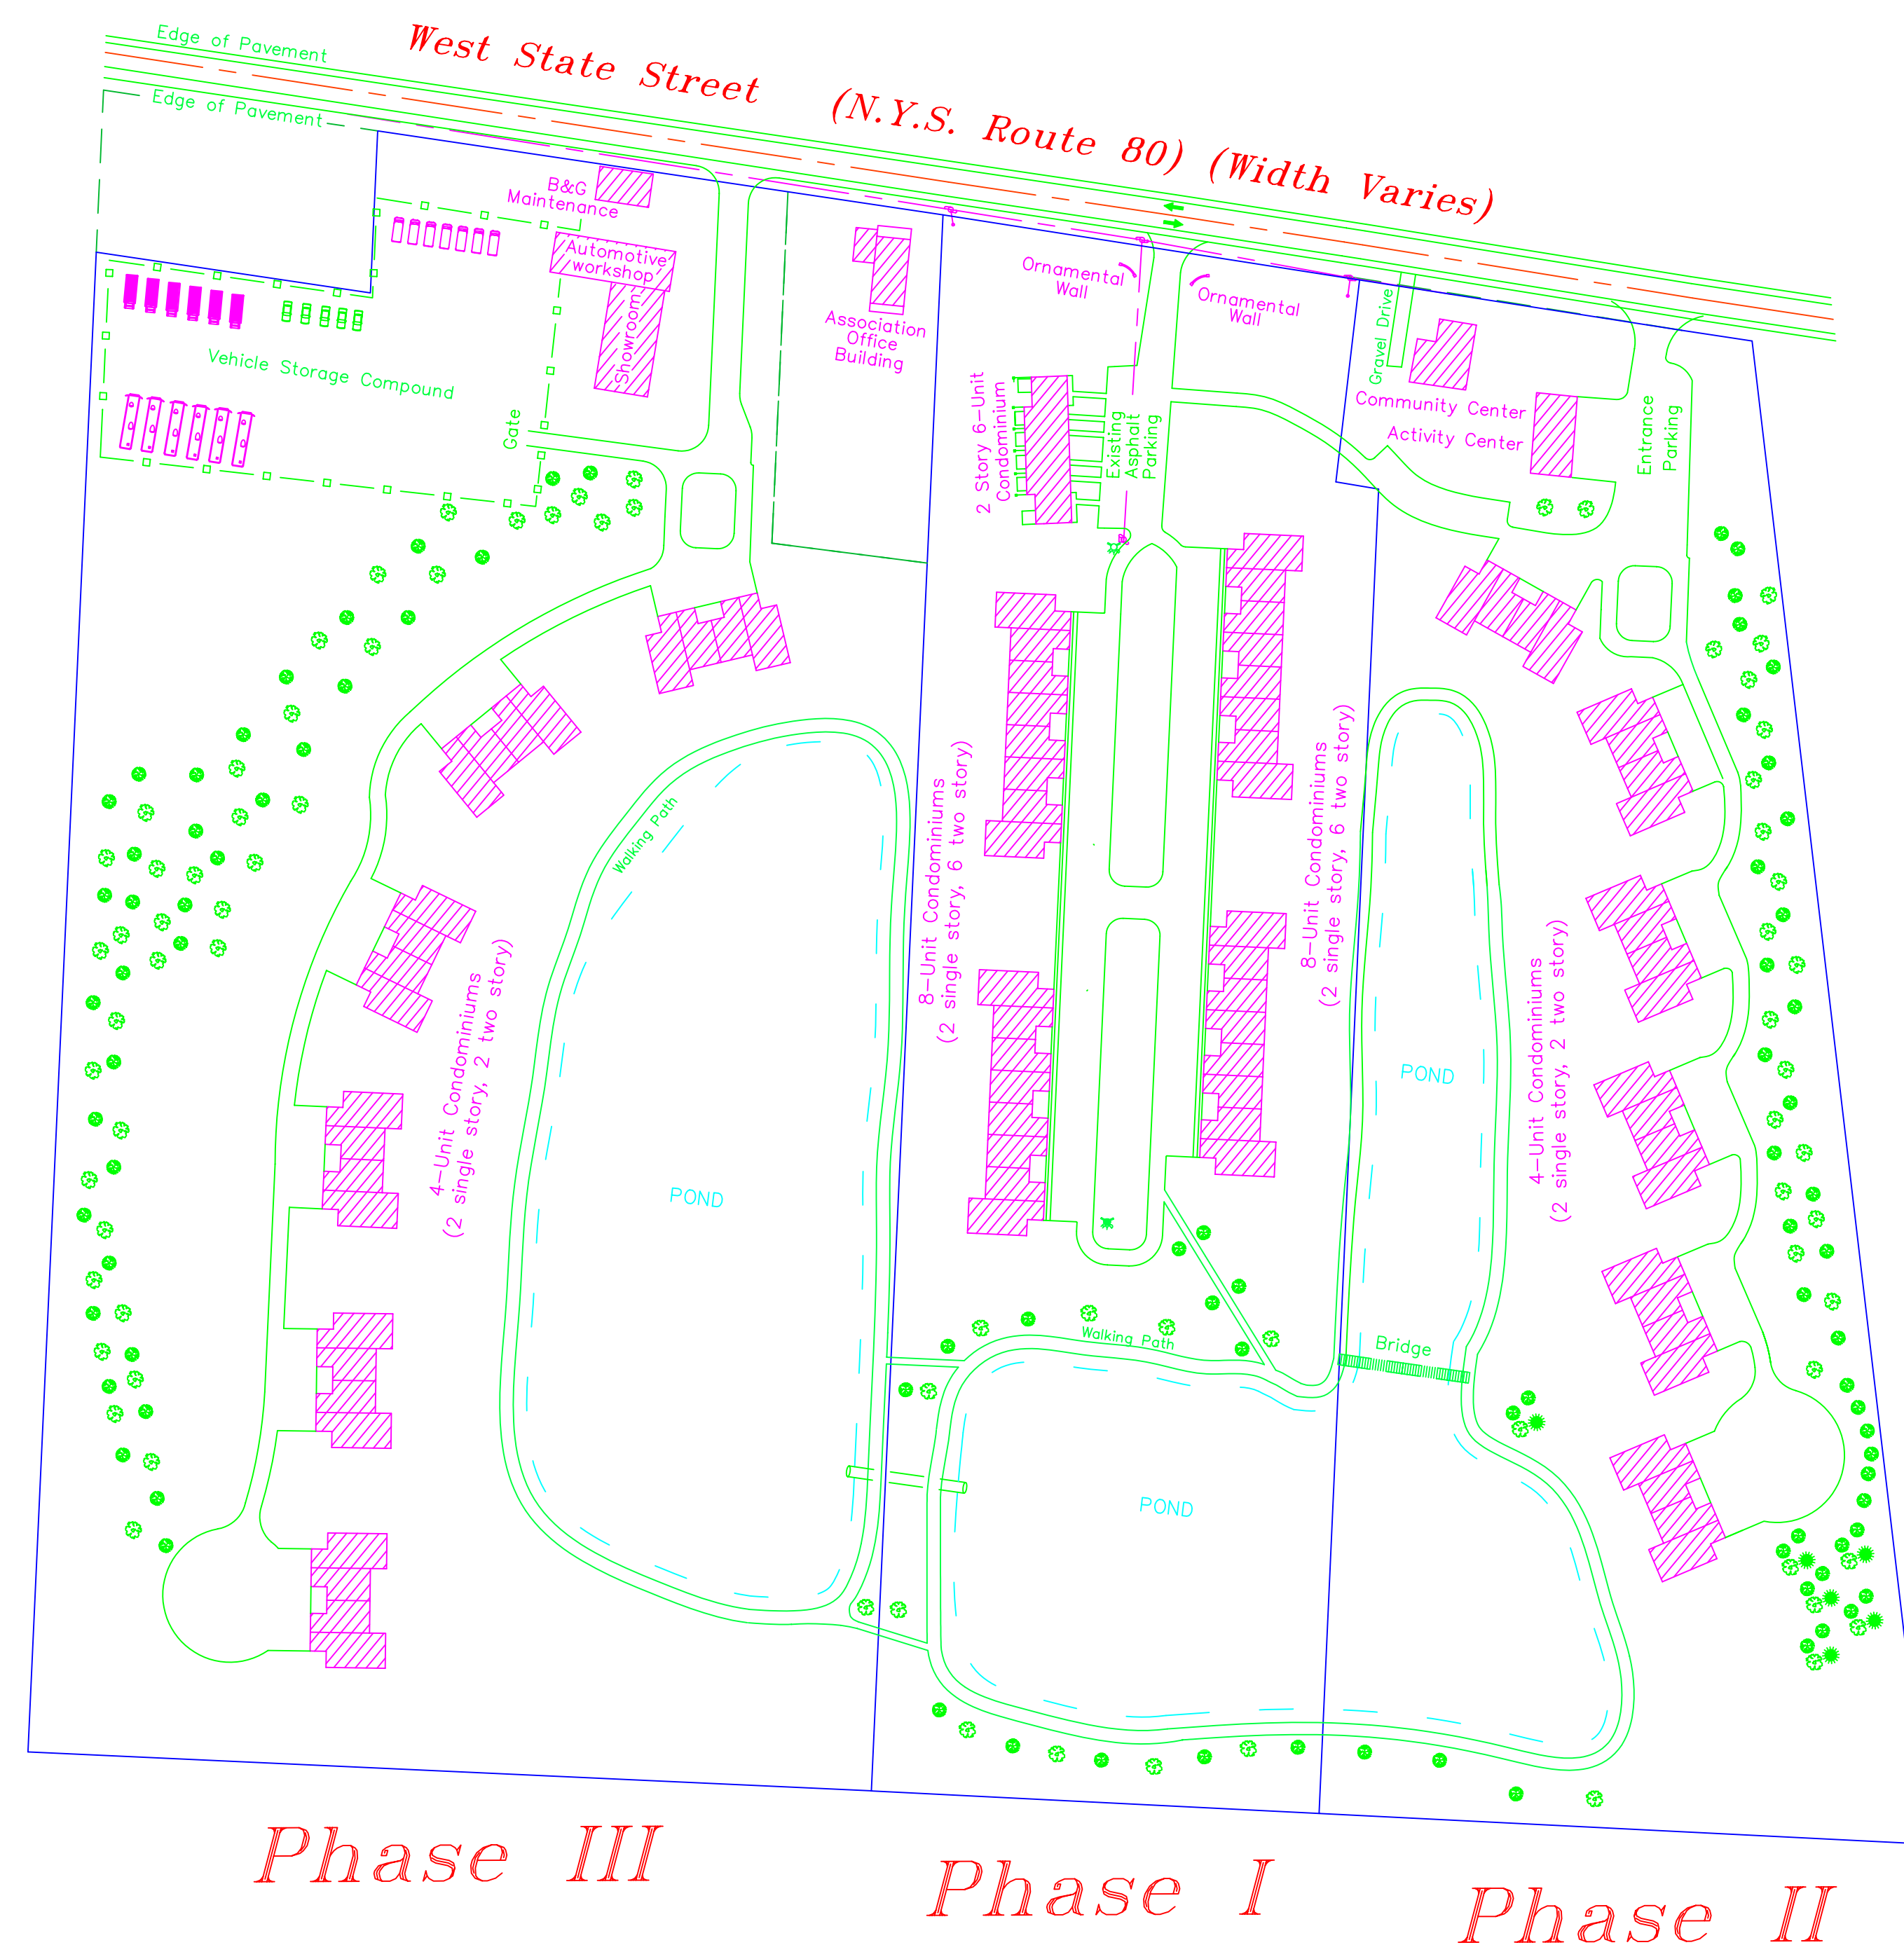 Edge of Pavement
West State Street (N.Y.S. Route 80) (Width Varies)
Edge of Pavement
B&G
Maintenance
Automotive
workshop
Showroom
Vehicle Storage Compound
Gate
Association
Office
Building
Ornamental
Wall
Ornamental
Wall
Gravel Drive
2 Story 6-Unit
Condominium
Existing
Asphalt
Parking
Community Center
Activity Center
Entrance
Parking
Walking Path
8-Unit Condominiums
(2 single story, 6 two story)
8-Unit Condominiums
(2 single story, 6 two story)
4-Unit Condominiums
(2 single story, 2 two story)
4-Unit Condominiums
(2 single story, 2 two story)
POND
POND
Walking Path
Bridge
POND
Phase III
Phase I
Phase II